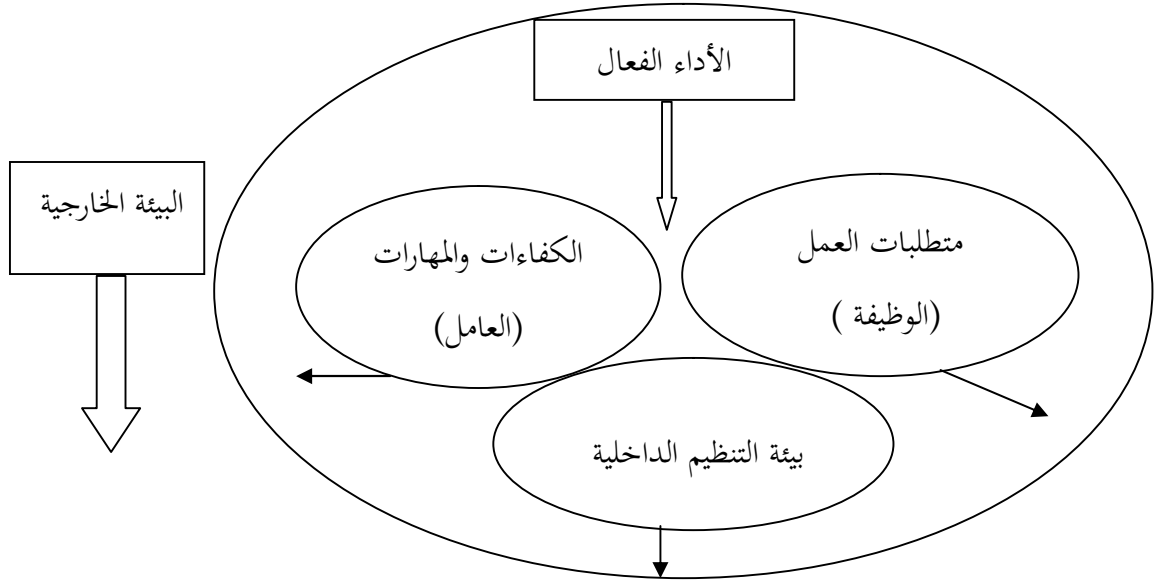 الأداء الفعال
البيئة الخارجية
متطلبات العمل
(الوظيفة )
الكفاءات والمهارات
(العامل)
بيئة التنظيم الداخلية